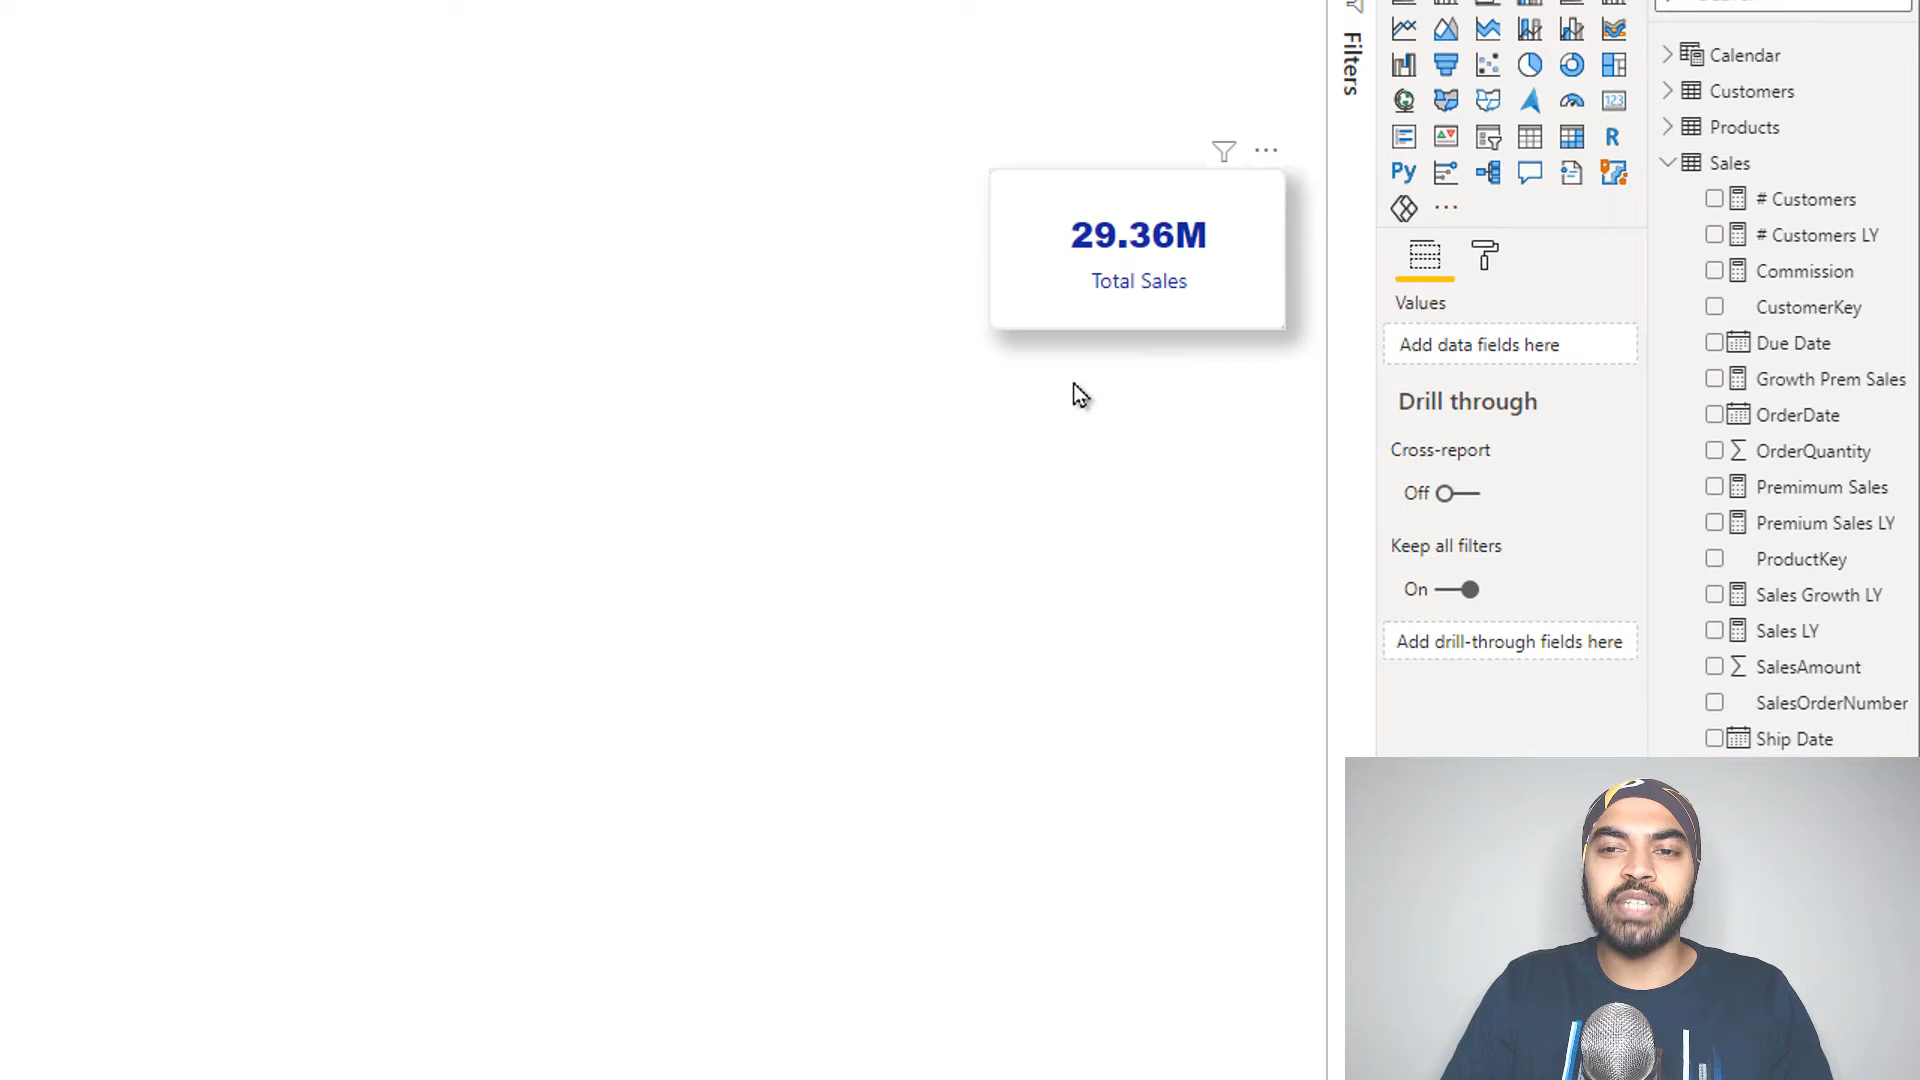 Filters
29.36M
Total Sales
123
R
Py
Values
Add data fields here
Drill through
Cross-report
Off
Keep all filters
On
Add drill-through fields here
Calendar
Customers
Products
Sales
# Customers
# Customers LY
Commission
CustomerKey
Due Date
Growth Prem Sales
OrderDate
OrderQuantity
Premimum Sales
Premium Sales LY
ProductKey
Sales Growth LY
Sales LY
SalesAmount
SalesOrderNumber
Ship Date